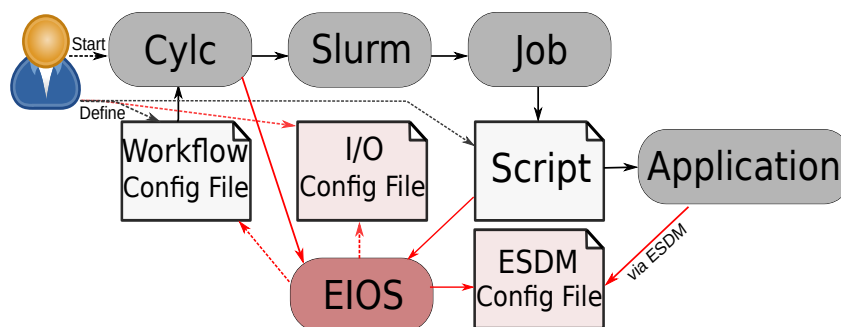 Start
Cylc
Slurm
Job
Define
Workflow
Config File
I/O
Config File
Script
Application
EIOS
ESDM
Config File
via ESDM